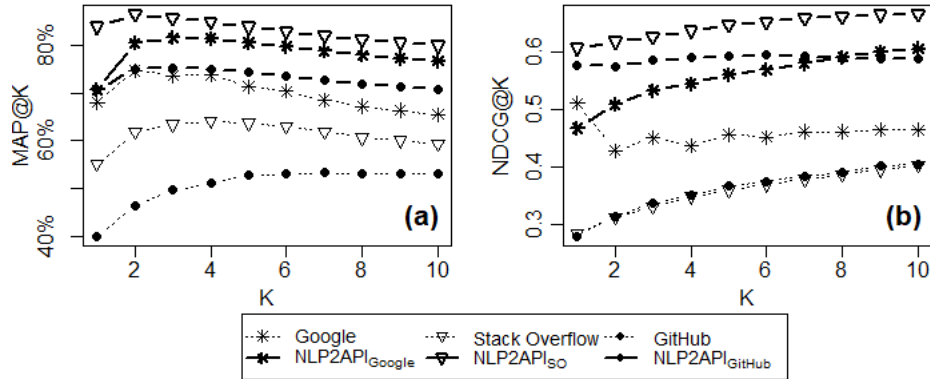 MAP@K
80%
60%
40%
2 4 6 8 10
K
(a)
NDCG@K
0.6
0.5
0.4
0.3
2 4 6 8 10
K
(b)
Google Stack Overflow GitHub
NLP2API_Google NLP2API_SO NLP2API_GitHub